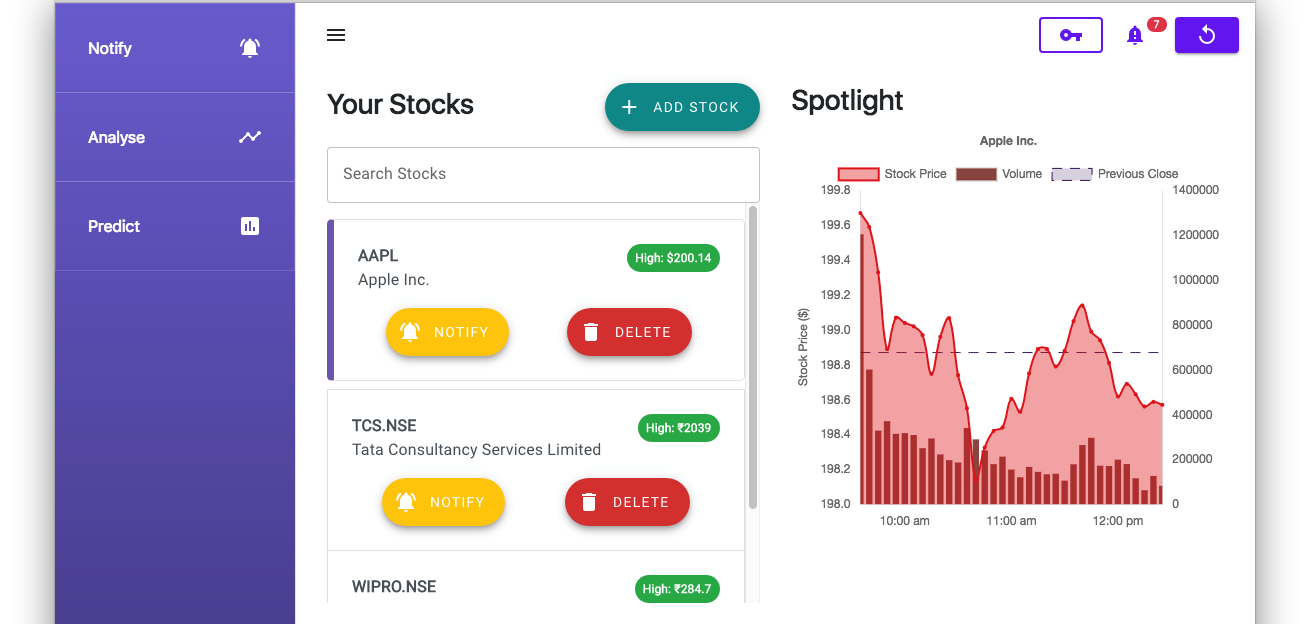 Notify
Analyse
Predict
7
Your Stocks
ADD STOCK
Search Stocks
AAPL
High: $200.14
Apple Inc.
NOTIFY
DELETE
TCS.NSE
High: ₹2039
Tata Consultancy Services Limited
NOTIFY
DELETE
WIPRO.NSE
High: ₹284.7
Spotlight
Apple Inc.
Stock Price Volume Previous Close
199.8
199.6
199.4
199.2
199.0
198.8
198.6
198.4
198.2
198.0
Stock Price ($)
1400000
1200000
1000000
800000
600000
400000
200000
0
10:00 am 11:00 am 12:00 pm